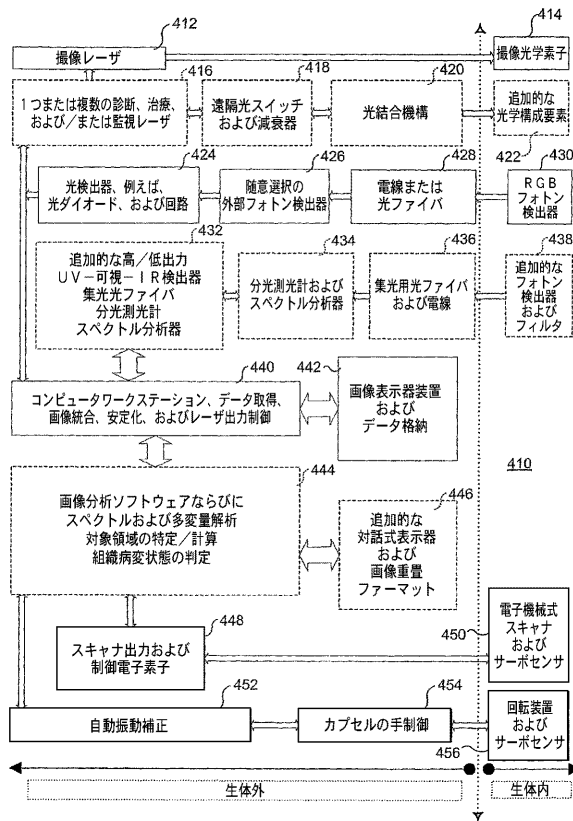 412
414
撮像レーザ
撮像光学素子
416
418
420
1つまたは複数の診断、治療、
および／または監視レーザ
遠隔光スイッチ
および減衰器
光結合機構
追加的な
光学構成要素
422
424
426
428
430
光検出器、例えば、
光ダイオード、および回路
随意選択の
外部フォトン検出器
電線または
光ファイバ
RGB
フォトン
検出器
432
434
436
438
追加的な高／低出力
UV－可視－IR検出器
集光光ファイバ
分光測光計
スペクトル分析器
分光測光計および
スペクトル分析器
集光用光ファイバ
および電線
追加的な
フォトン
検出器
および
フィルタ
440
442
コンピュータワークステーション、データ取得、
画像統合、安定化、およびレーザ出力制御
画像表示器装置
および
データ格納
410
444
446
画像分析ソフトウェアならびに
スペクトルおよび多変量解析
対象領域の特定／計算
組織病変状態の判定
追加的な
対話式表示器
および
画像重畳
フォーマット
448
450
スキャナ出力および
制御電子素子
電子機械式
スキャナ
および
サーボセンサ
452
454
自動振動補正
カプセルの手制御
回転装置
および
サーボセンサ
456
生体外
生体内